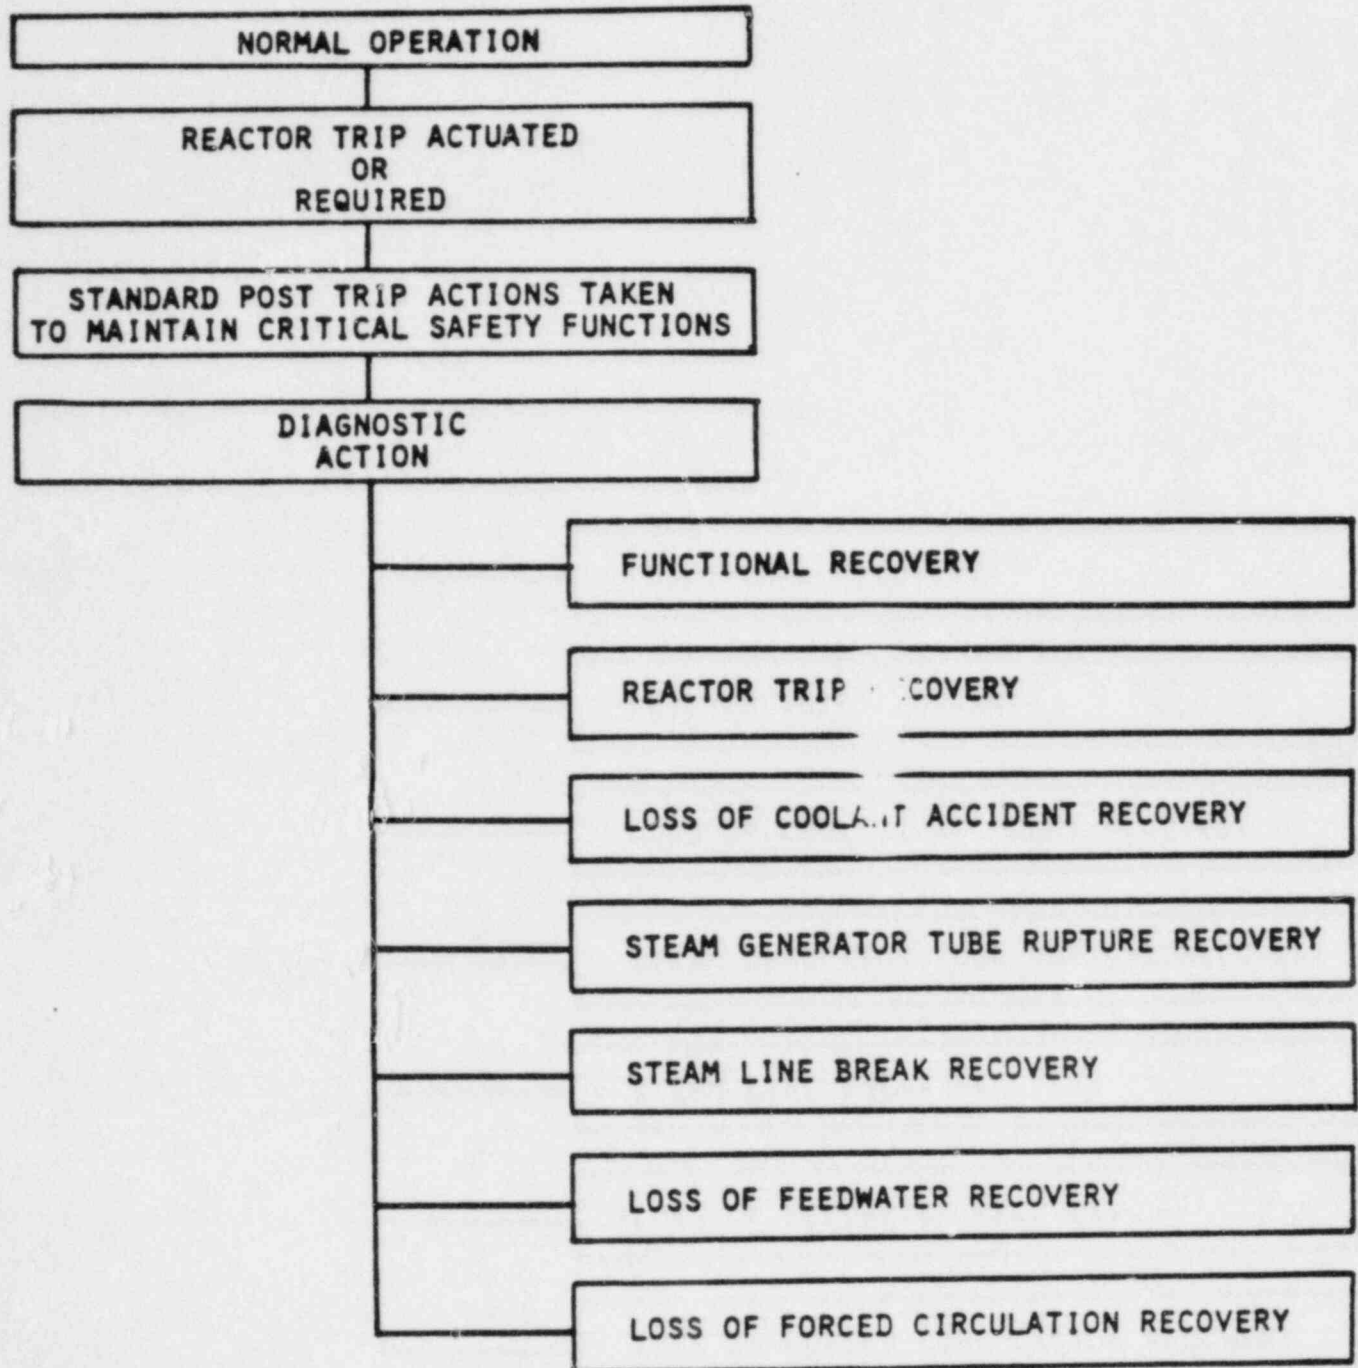 NORMAL OPERATION
REACTOR TRIP ACTUATED
OR
REQUIRED
STANDARD POST TRIP ACTIONS TAKEN
TO MAINTAIN CRITICAL SAFETY FUNCTIONS
DIAGNOSTIC
ACTION
FUNCTIONAL RECOVERY
REACTOR TRIP
LOSS OF ACCIDENT RECOVERY
STEAM GENERATOR TUBE RUPTURE RECOVERY
STEAM LINE BREAK RECOVERY
LOSS OF FEEDWATER RECOVERY
LOSS OF FORCED CIRCULATION RECOVERY